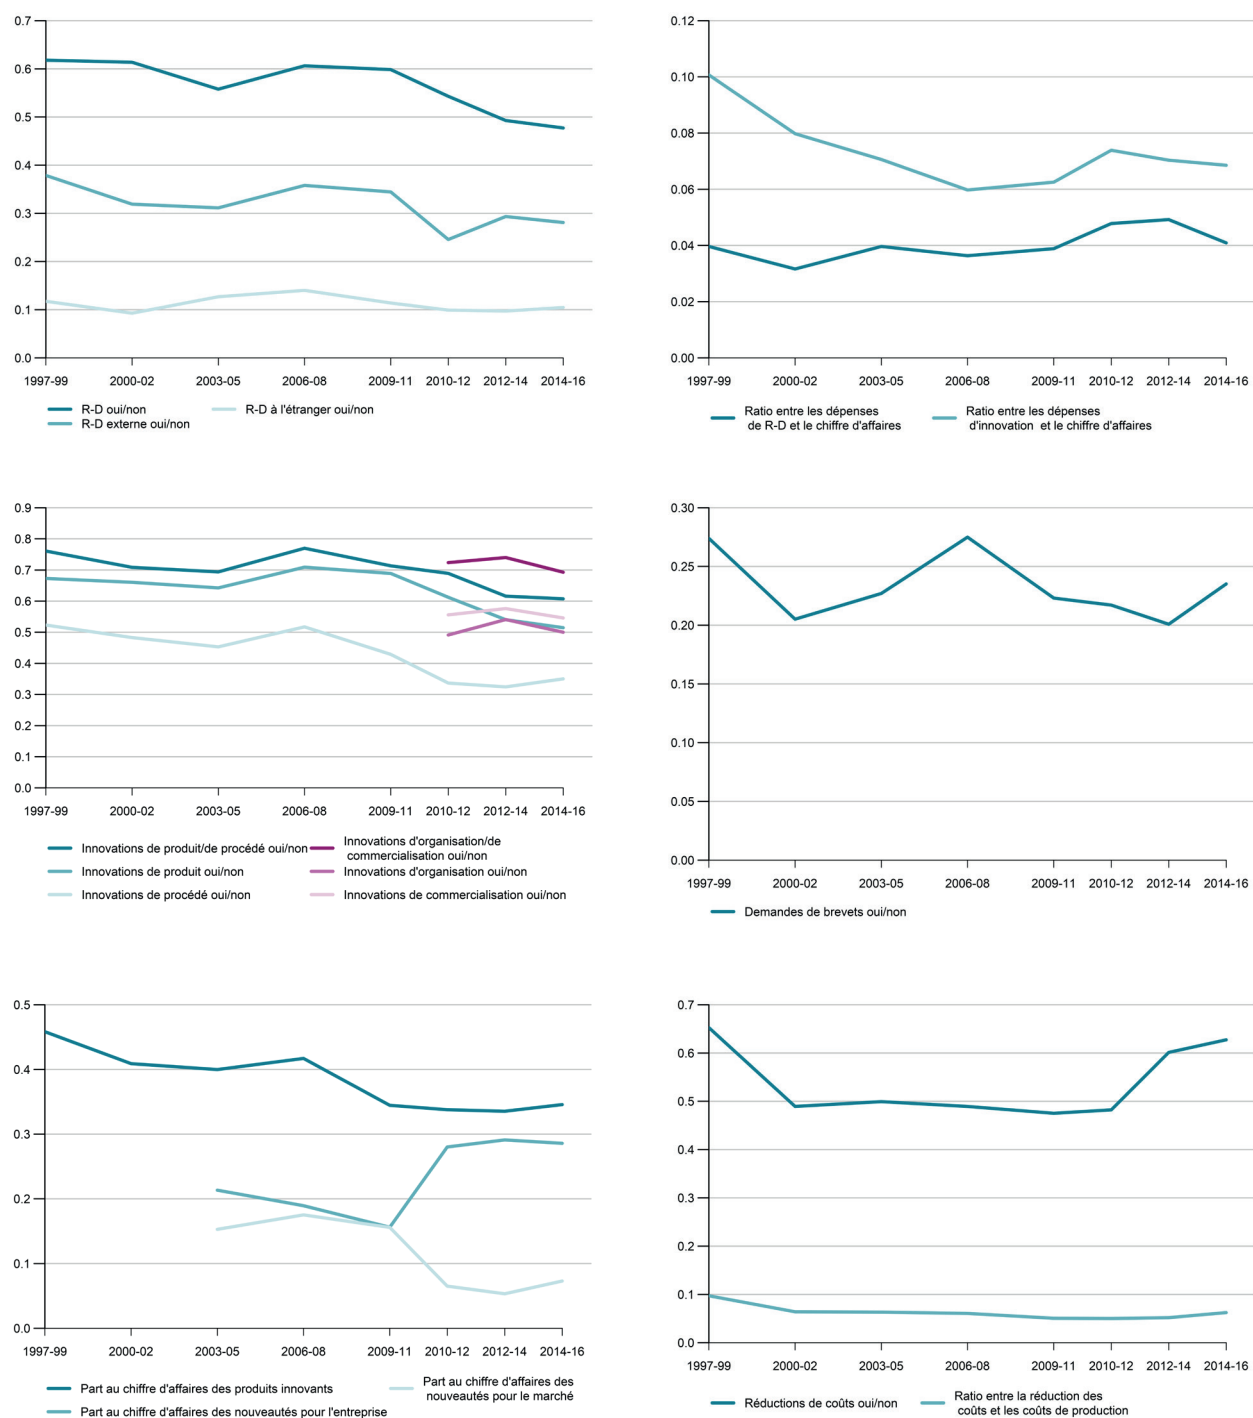 0.7
0.6
0.5
0.4
0.3
0.2
0.1
0.0
1997-99 2000-02 2003-05 2006-08 2009-11 2010-12 2012-14 2014-16
R-D oui/non R-D à l'étranger oui/non
R-D externe oui/non
0.12
0.10
0.08
0.06
0.04
0.02
0.00
1997-99 2000-02 2003-05 2006-08 2009-11 2010-12 2012-14 2014-16
Ratio entre les dépenses
de R-D et le chiffre d'affaires
Ratio entre les dépenses
d'innovation et le chiffre d'affaires
0.9
0.8
0.7
0.6
0.5
0.4
0.3
0.2
0.1
0.0
1997-99 2000-02 2003-05 2006-08 2009-11 2010-12 2012-14 2014-16
Innovations de produit/de procédé oui/non
Innovations de produit oui/non
Innovations de procédé oui/non
Innovations d'organisation/de
commercialisation oui/non
Innovations d'organisation oui/non
Innovations de commercialisation oui/non
0.30
0.25
0.20
0.15
0.10
0.05
0.00
1997-99 2000-02 2003-05 2006-08 2009-11 2010-12 2012-14 2014-16
Demandes de brevets oui/non
0.5
0.4
0.3
0.2
0.1
0.0
1997-99 2000-02 2003-05 2006-08 2009-11 2010-12 2012-14 2014-16
Part au chiffre d'affaires des produits innovants
Part au chiffre d'affaires des nouveautés pour l'entreprise
Part au chiffre d'affaires des
nouveautés pour le marché
0.7
0.6
0.5
0.4
0.3
0.2
0.1
0.0
1997-99 2000-02 2003-05 2006-08 2009-11 2010-12 2012-14 2014-16
Réductions de coûts oui/non
Ratio entre la réduction des
coûts et les coûts de production